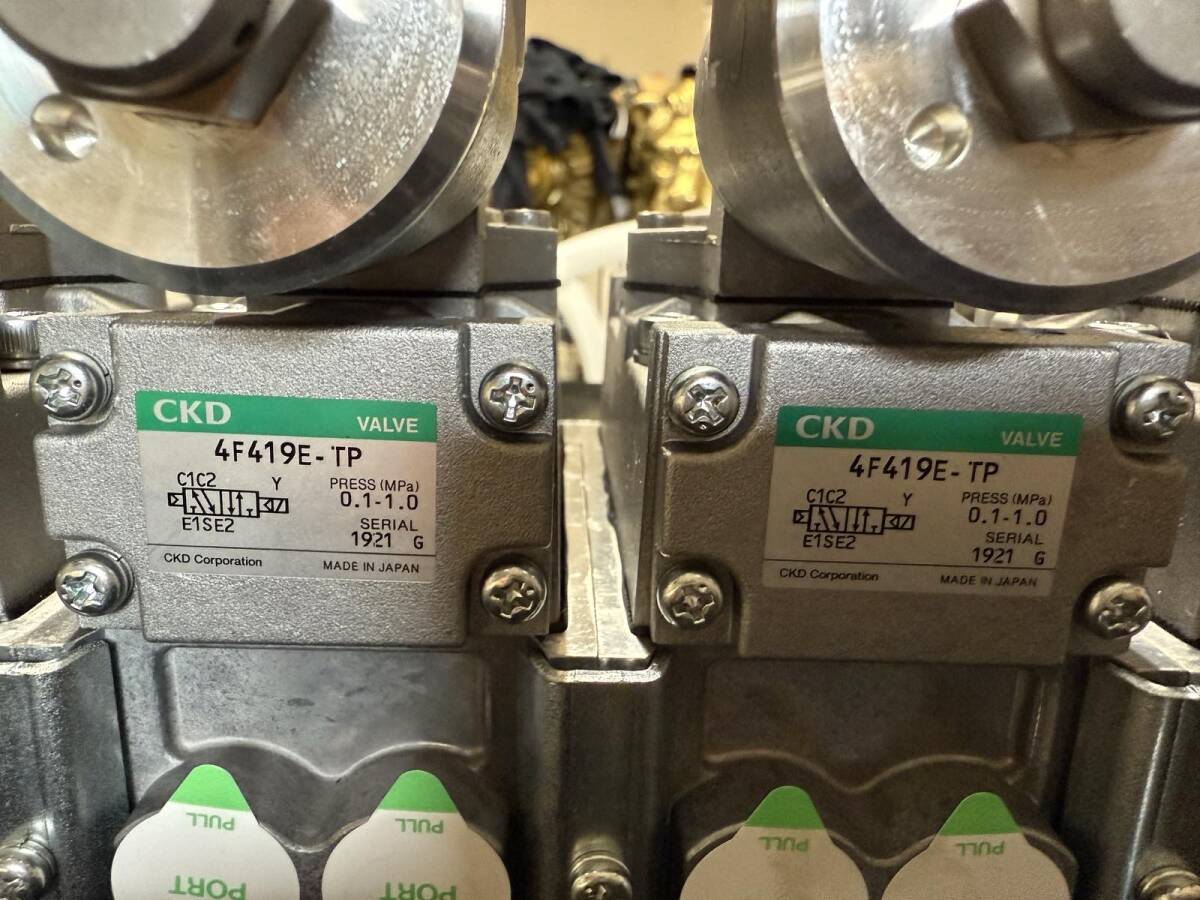 CKD
VALVE
4F419E-TP
C1C2 Y
PRESS (MPa)
0.1-1.0
E1SE2
SERIAL
1921 G
CKD Corporation
MADE IN JAPAN
CKD
VALVE
4F419E-TP
C1C2 Y
PRESS (MPa)
0.1-1.0
E1SE2
SERIAL
1921 G
CKD Corporation
MADE IN JAPAN
PULL
PULL
PULL
PULL
PORT
PORT